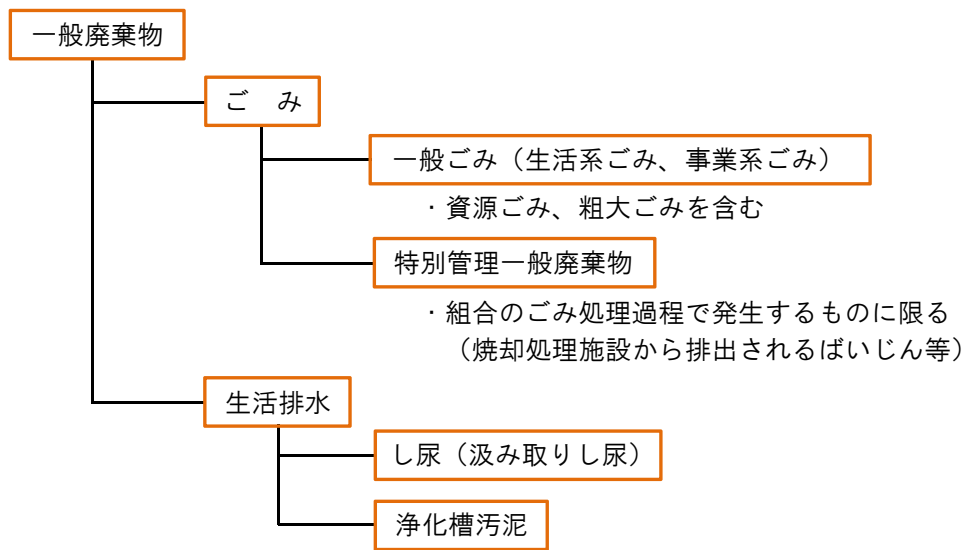 一般廃棄物
ご　み
一般ごみ（生活系ごみ、事業系ごみ）
・資源ごみ、粗大ごみを含む
特別管理一般廃棄物
・組合のごみ処理過程で発生するものに限る
（焼却処理施設から排出されるばいじん等）
生活排水
し尿（汲み取りし尿）
浄化槽汚泥